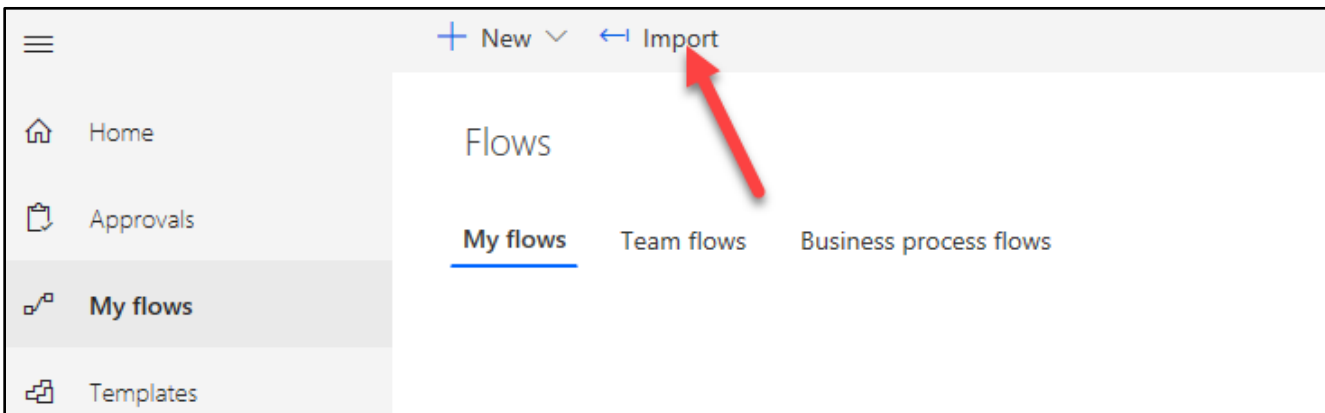 New Import
Home
Flows
Approvals
My flows Team flows Business process flows
My flows
Templates